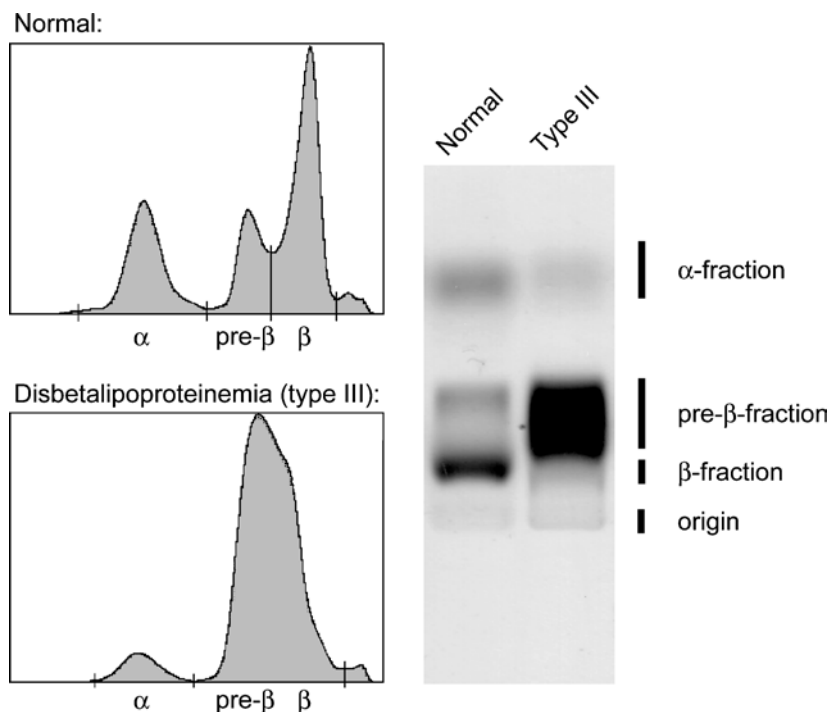 Normal:
α pre-β β
Disbetalipoproteinemia (type III):
α pre-β β
Normal Type III
α-fraction
pre-β-fraction
β-fraction
origin